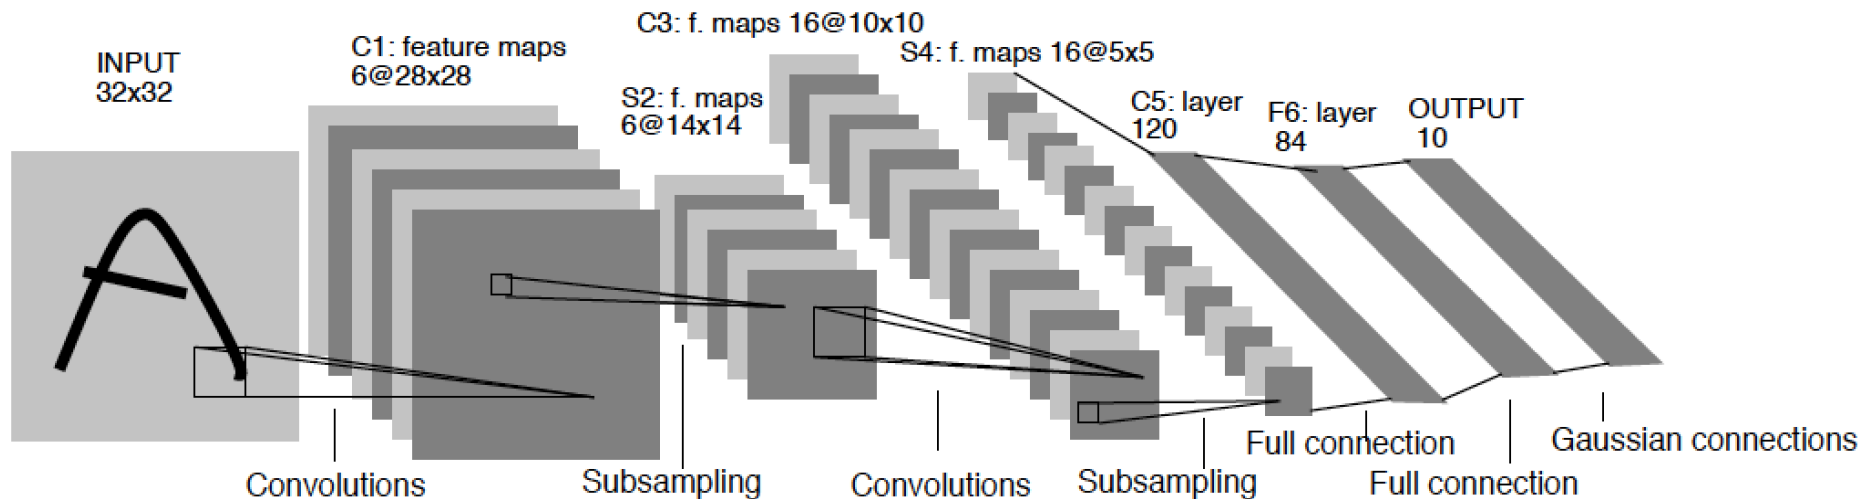 INPUT
32x32
C1: feature maps
6@28x28
S2: f. maps
6@14x14
C3: f. maps 16@10x10
S4: f. maps 16@5x5
C5: layer
120
F6: layer
84
OUTPUT
10
Convolutions
Subsampling
Convolutions
Subsampling
Full connection
Full connection
Gaussian connections